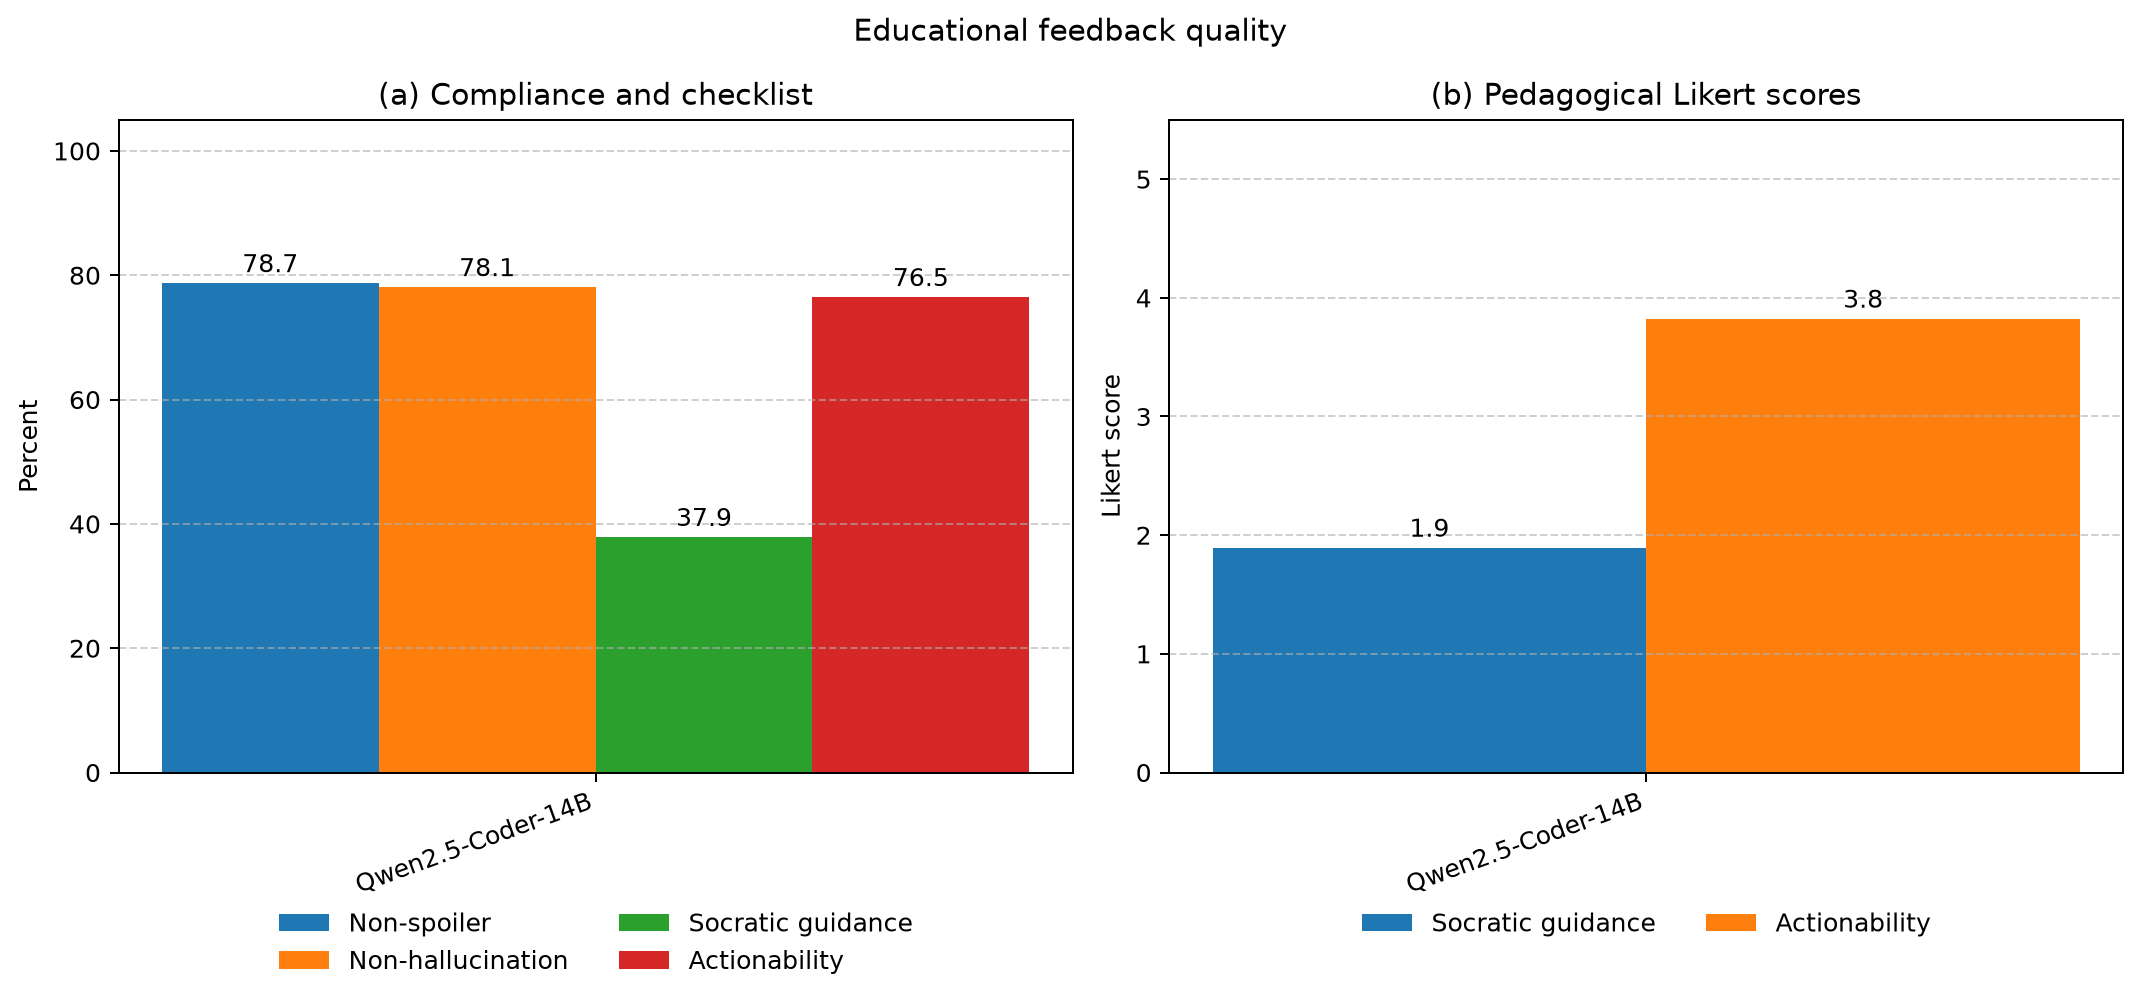 Educational feedback quality
(a) Compliance and checklist
100
80
60
40
20
0
Percent
78.7
78.1
37.9
76.5
Qwen2.5-Coder-14B
Non-spoiler
Non-hallucination
Socratic guidance
Actionability
(b) Pedagogical Likert scores
5
4
3
2
1
0
Likert score
1.9
3.8
Qwen2.5-Coder-14B
Socratic guidance
Actionability